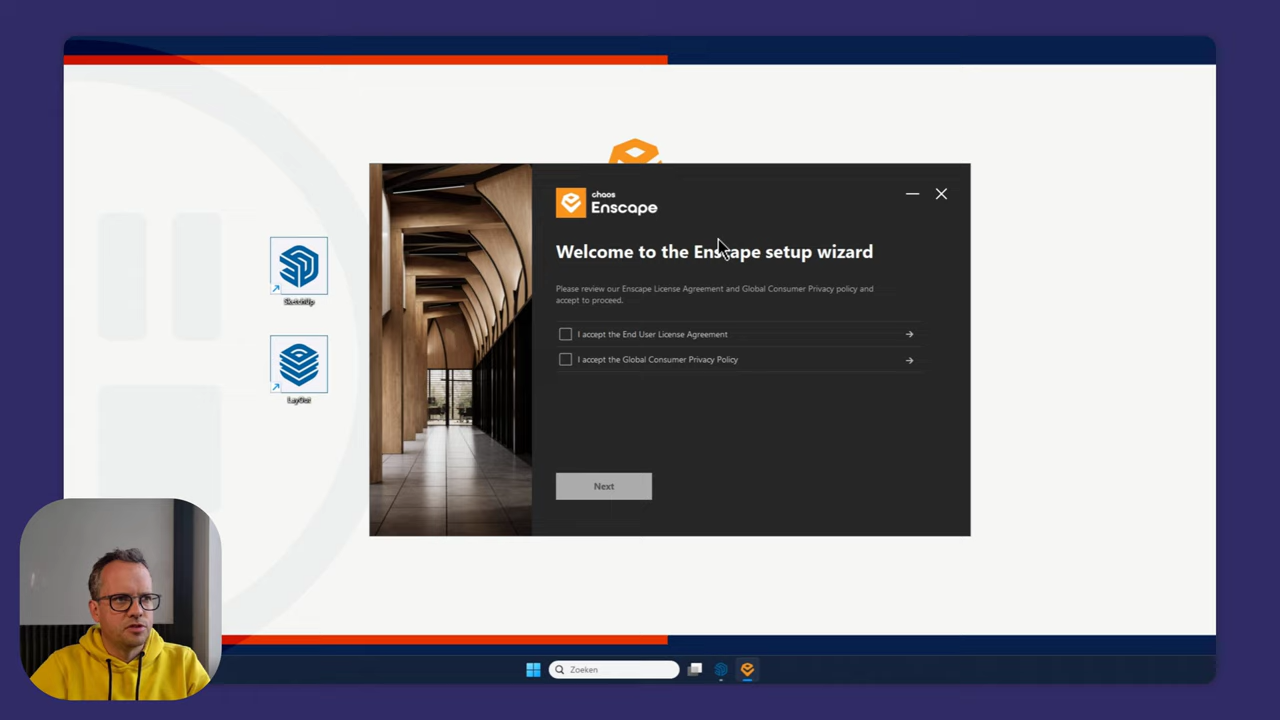 chaos
Enscape
Welcome to the Enscape setup wizard
Please review our Enscape License Agreement and Global Consumer Privacy policy and
accept to proceed.
I accept the End User License Agreement
I accept the Global Consumer Privacy Policy
Next
SketchUp
LayOut
Zoeken